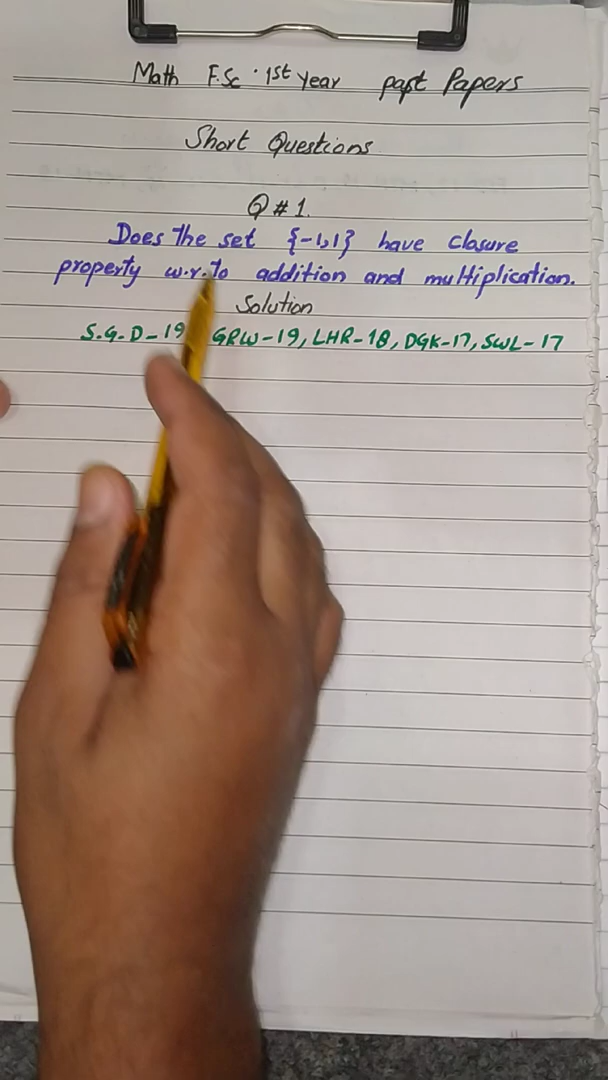 Math F.Sc · 1st year past Papers
Short Questions
Q # 1.
Does the set {-1,1} have closure
property w.r.to addition and multiplication.
Solution
S.G.D-19 GRW-19, LHR-18, DGK-17, SWL-17